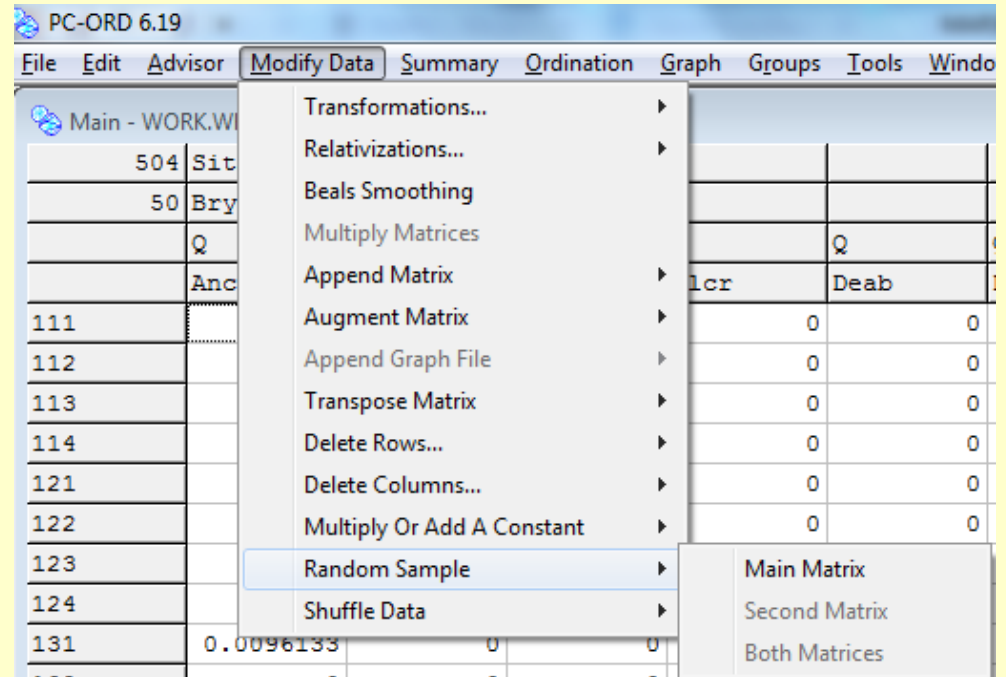 PC-ORD 6.19
File Edit Advisor Modify Data Summary Ordination Graph Groups Tools Windo
Main - WORK.W
504 Sit
50 Bry
Q Q
Anc lcr Deab
111 0 0
112 0 0
113 0 0
114 0 0
121 0 0
122 0 0
123
124
131 0.0096133 0 0
Transformations...
Relativizations...
Beals Smoothing
Multiply Matrices
Append Matrix
Augment Matrix
Append Graph File
Transpose Matrix
Delete Rows...
Delete Columns...
Multiply Or Add A Constant
Random Sample
Shuffle Data
Main Matrix
Second Matrix
Both Matrices